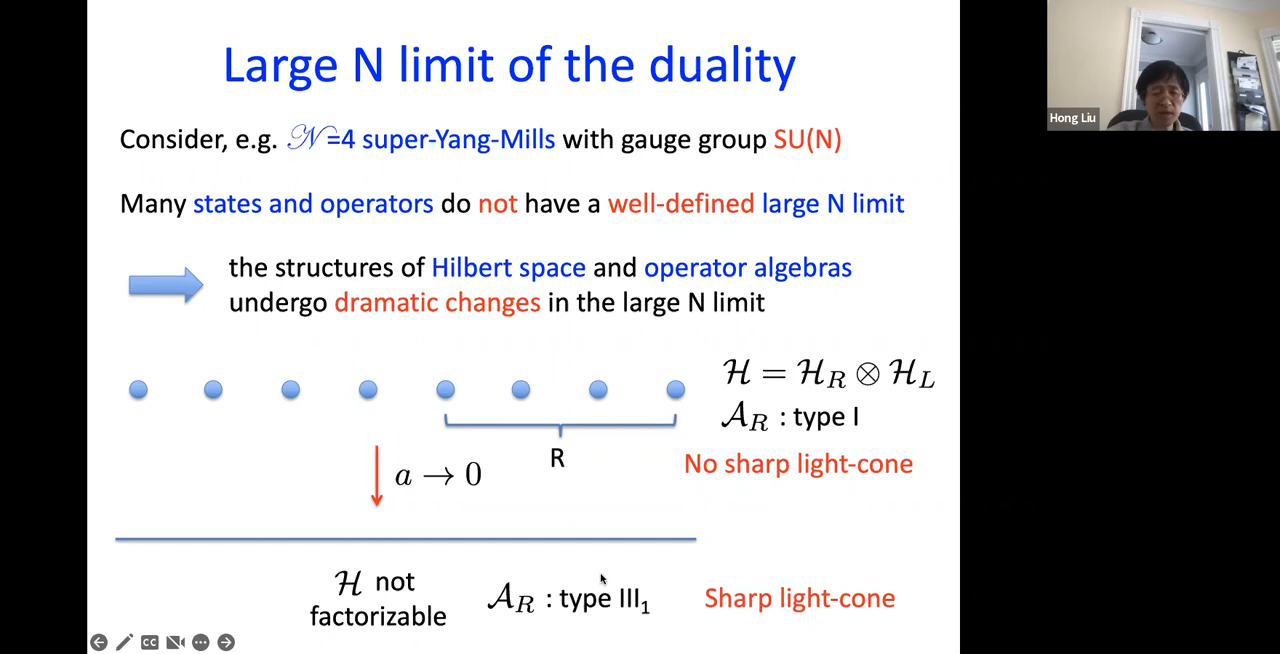 Large N limit of the duality
Hong Liu
Consider, e.g. 𝒩=4 super-Yang-Mills with gauge group SU(N)
Many states and operators do not have a well-defined large N limit
the structures of Hilbert space and operator algebras
undergo dramatic changes in the large N limit
ℋ = ℋ_R ⊗ ℋ_L
𝒜_R : type I
R
No sharp light-cone
a → 0
ℋ not
factorizable
𝒜_R : type III₁
Sharp light-cone
CC